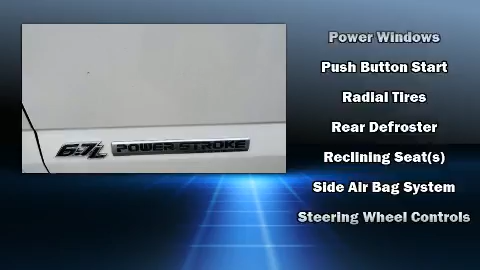 Power Windows
Push Button Start
Radial Tires
Rear Defroster
Reclining Seat(s)
Side Air Bag System
Steering Wheel Controls
6.7L POWER STROKE